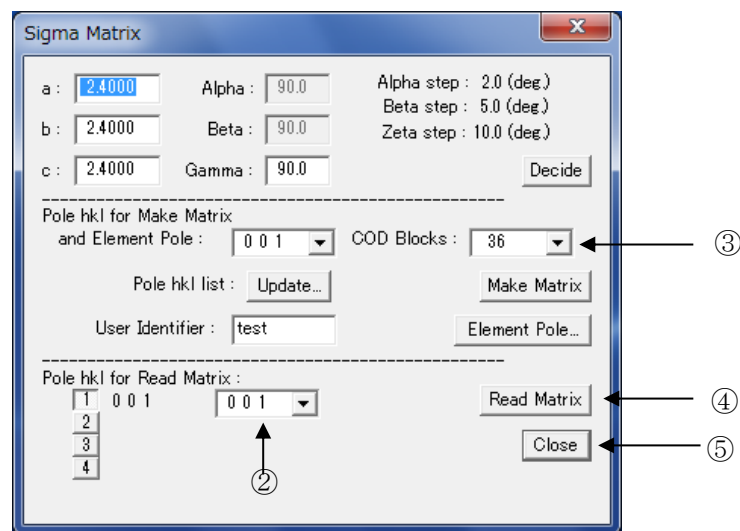 Sigma Matrix
a : 2.4000 Alpha : 90.0 Alpha step : 2.0 (deg.)
Beta step : 5.0 (deg.)
b : 2.4000 Beta : 90.0 Zeta step : 10.0 (deg.)
c : 2.4000 Gamma : 90.0 Decide
Pole hkl for Make Matrix
and Element Pole : 0 0 1 COD Blocks : 36 ③
Pole hkl list : Update... Make Matrix
User Identifier : test Element Pole...
Pole hkl for Read Matrix :
1 0 0 1 0 0 1 Read Matrix ④
2
3 Close ⑤
4 ②